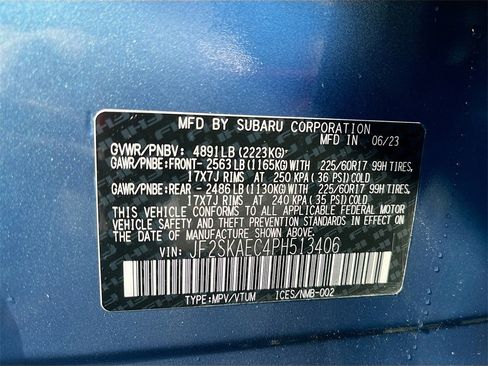 MFD BY SUBARU CORPORATION 06/23
GVWR/PNBV: 4891LB(2223KG)
GAWR/PNBE:FRONT- 2563LB(1165KG)WITH 225/60R17 99H TIRES,
17X7J RIMS AT 250 KPA(36 PSI)COLD
GAWR/PNBE:REAR - 2486LB(1130KG)WITH 225/60R17 99H TIRES,
17X7J RIMS AT 240 KPA(35 PSI)COLD
THIS VEHICLE CONFORMS TO ALL APPLICABLE FEDERAL MOTOR
VEHICLE SAFETY AND THEFT PREVENTION STANDARDS IN EFFECT
ON THE DATE OF MANUFACTURE SHOWN ABOVE.
VIN: JF2SKAEC4PH513406
TYPE:MPV/VTUM ICES/NMB-002